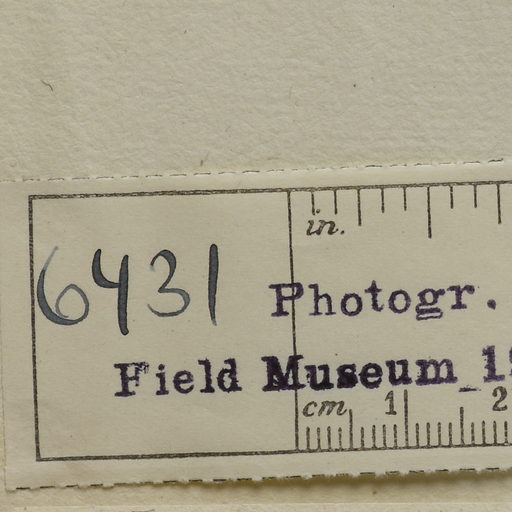 in.
6431 Photogr.
Field Museum
cm 1 2